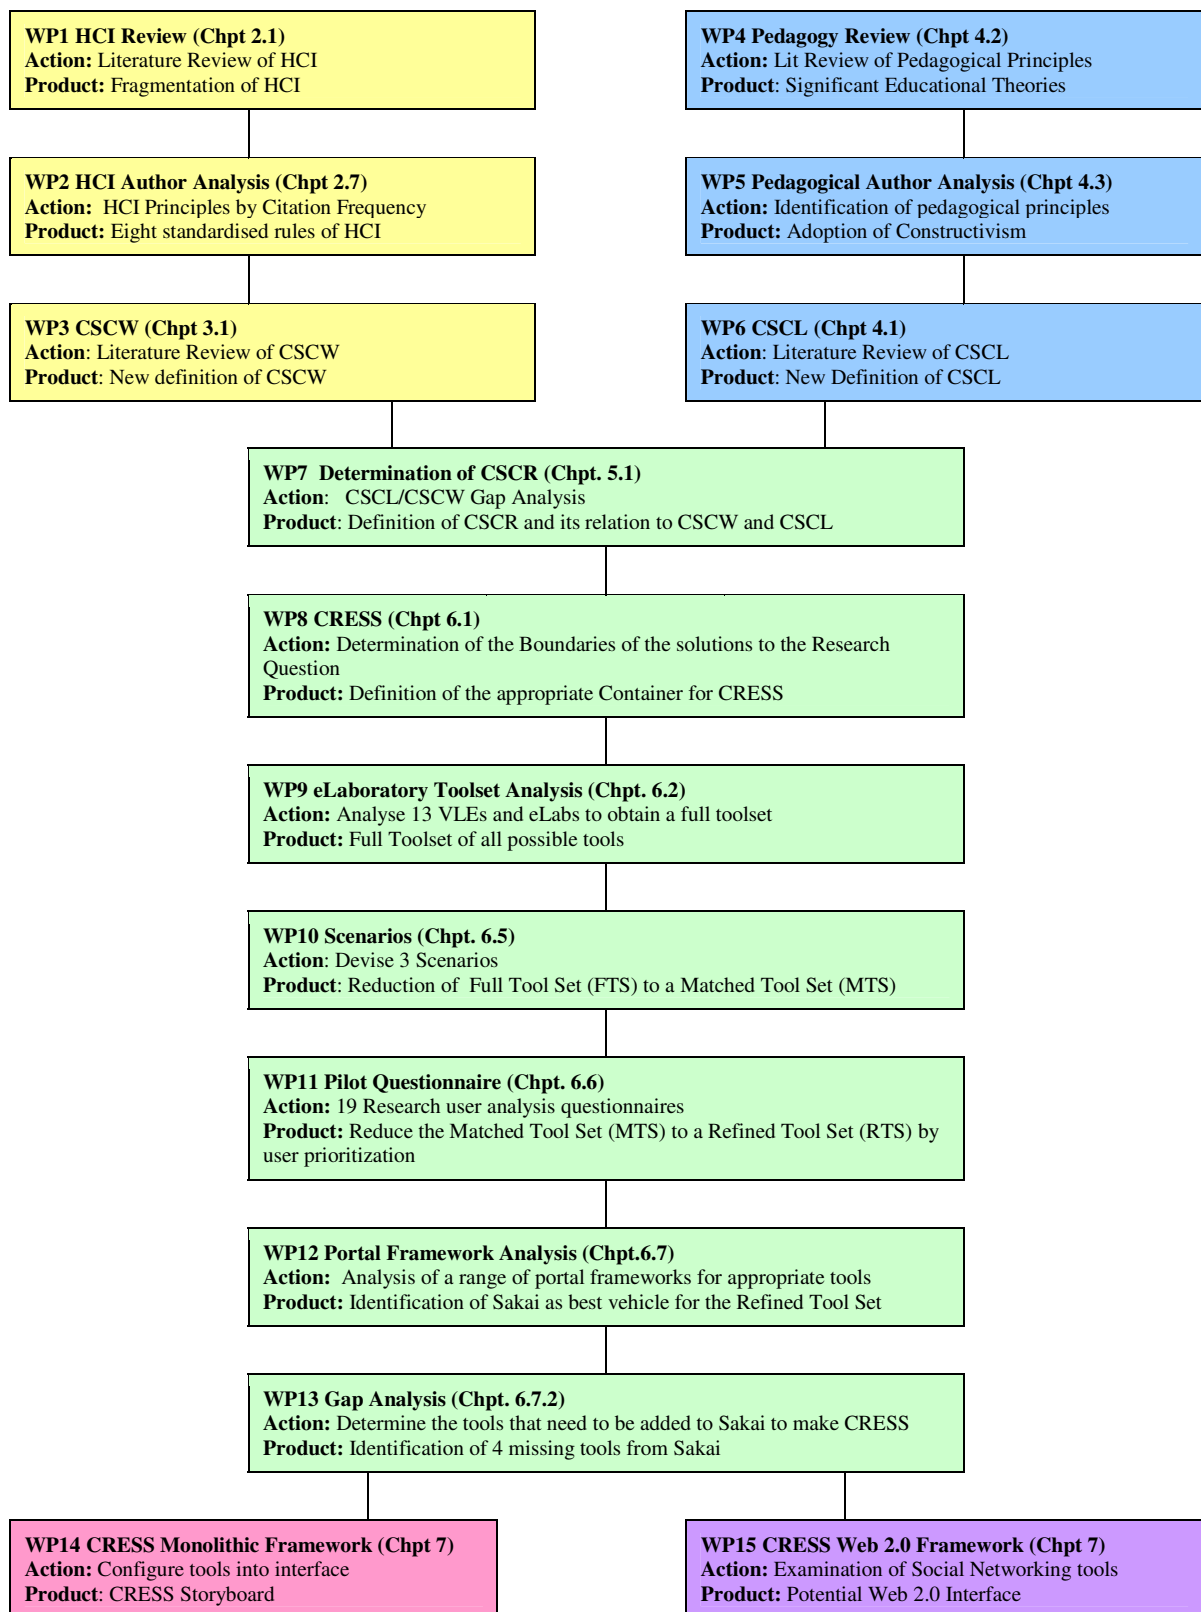 WP1 HCI Review (Chpt 2.1)
Action: Literature Review of HCI
Product: Fragmentation of HCI
WP4 Pedagogy Review (Chpt 4.2)
Action: Lit Review of Pedagogical Principles
Product: Significant Educational Theories
WP2 HCI Author Analysis (Chpt 2.7)
Action: HCI Principles by Citation Frequency
Product: Eight standardised rules of HCI
WP5 Pedagogical Author Analysis (Chpt 4.3)
Action: Identification of pedagogical principles
Product: Adoption of Constructivism
WP3 CSCW (Chpt 3.1)
Action: Literature Review of CSCW
Product: New definition of CSCW
WP6 CSCL (Chpt 4.1)
Action: Literature Review of CSCL
Product: New Definition of CSCL
WP7 Determination of CSCR (Chpt. 5.1)
Action: CSCL/CSCW Gap Analysis
Product: Definition of CSCR and its relation to CSCW and CSCL
WP8 CRESS (Chpt 6.1)
Action: Determination of the Boundaries of the solutions to the Research
Question
Product: Definition of the appropriate Container for CRESS
WP9 eLaboratory Toolset Analysis (Chpt. 6.2)
Action: Analyse 13 VLEs and eLabs to obtain a full toolset
Product: Full Toolset of all possible tools
WP10 Scenarios (Chpt. 6.5)
Action: Devise 3 Scenarios
Product: Reduction of Full Tool Set (FTS) to a Matched Tool Set (MTS)
WP11 Pilot Questionnaire (Chpt. 6.6)
Action: 19 Research user analysis questionnaires
Product: Reduce the Matched Tool Set (MTS) to a Refined Tool Set (RTS) by
user prioritization
WP12 Portal Framework Analysis (Chpt.6.7)
Action: Analysis of a range of portal frameworks for appropriate tools
Product: Identification of Sakai as best vehicle for the Refined Tool Set
WP13 Gap Analysis (Chpt. 6.7.2)
Action: Determine the tools that need to be added to Sakai to make CRESS
Product: Identification of 4 missing tools from Sakai
WP14 CRESS Monolithic Framework (Chpt 7)
Action: Configure tools into interface
Product: CRESS Storyboard
WP15 CRESS Web 2.0 Framework (Chpt 7)
Action: Examination of Social Networking tools
Product: Potential Web 2.0 Interface